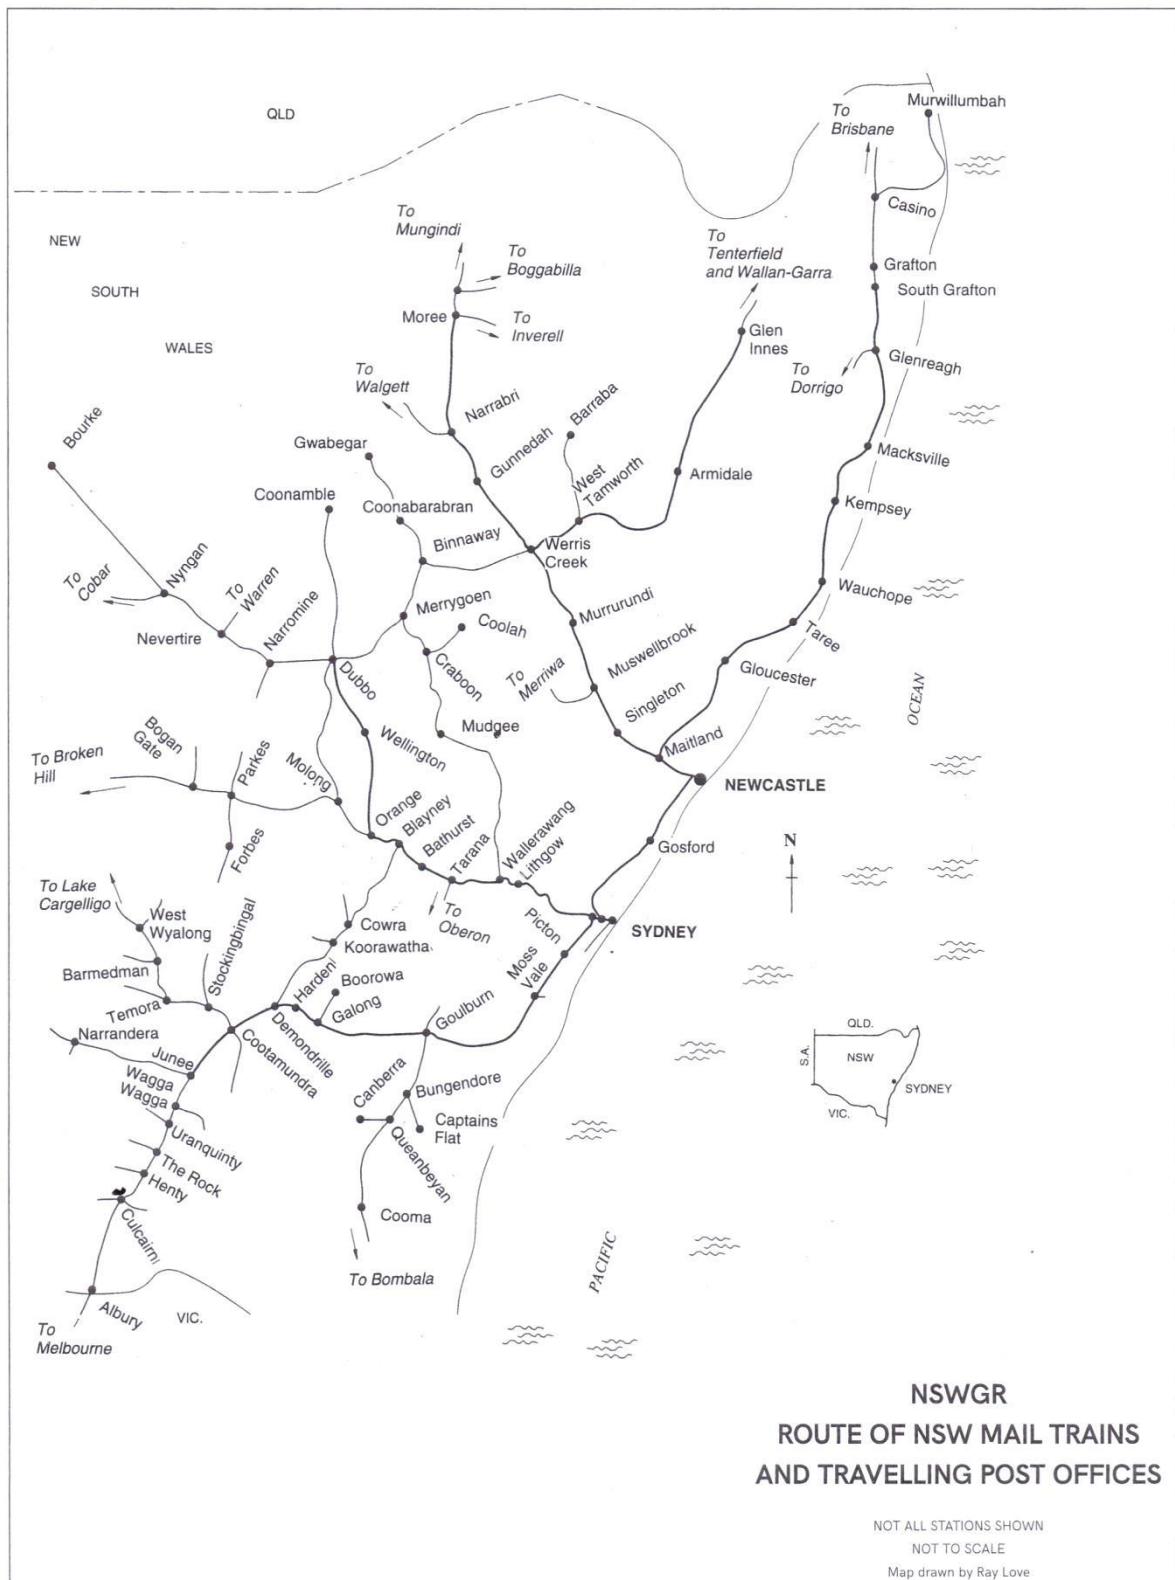 QLD
Murwillumbah
To
Brisbane
Casino
NEW
To
Mungindi
To
Boggabilla
To
Tenterfield
and Wallan-Garra
Grafton
South Grafton
SOUTH
Moree
To
Inverell
Glen
Innes
WALES
Glenreagh
To
Dorrigo
To
Walgett
Narrabri
Barraba
Bourke
Gwabegar
Gunnedah
West
Tamworth
Armidale
Macksville
Coonamble
Coonabarabran
Kempsey
Binnaway
Werris
Creek
To
Cobar
Nyngan
To
Warren
Wauchope
Nevertire
Narromine
Merrygoen
Coolah
Murrurundi
Taree
Dubbo
Craboon
To
Merriwa
Muswellbrook
Gloucester
OCEAN
Singleton
Mudgee
Wellington
Maitland
To Broken
Hill
Bogan
Gate
Parkes
Molong
NEWCASTLE
Orange
Blayney
Bathurst
Tarana
Wallerawang
Lithgow
Gosford
N
Forbes
To Lake
Cargelligo
West
Wyalong
Stockingbingal
Cowra
Koorawatha
To
Oberon
Picton
SYDNEY
Barmedman
Harden
Boorowa
Moss
Vale
Temora
Galong
Goulburn
Narrandera
Demondrille
Junee
Cootamundra
QLD.
S.A.
NSW
SYDNEY
VIC.
Wagga
Wagga
Canberra
Bungendore
Captains
Flat
Uranquinty
Queanbeyan
The Rock
Henty
Culcairn
Cooma
PACIFIC
To Bombala
Albury
VIC.
To
Melbourne
NSWGR
ROUTE OF NSW MAIL TRAINS
AND TRAVELLING POST OFFICES
NOT ALL STATIONS SHOWN
NOT TO SCALE
Map drawn by Ray Love